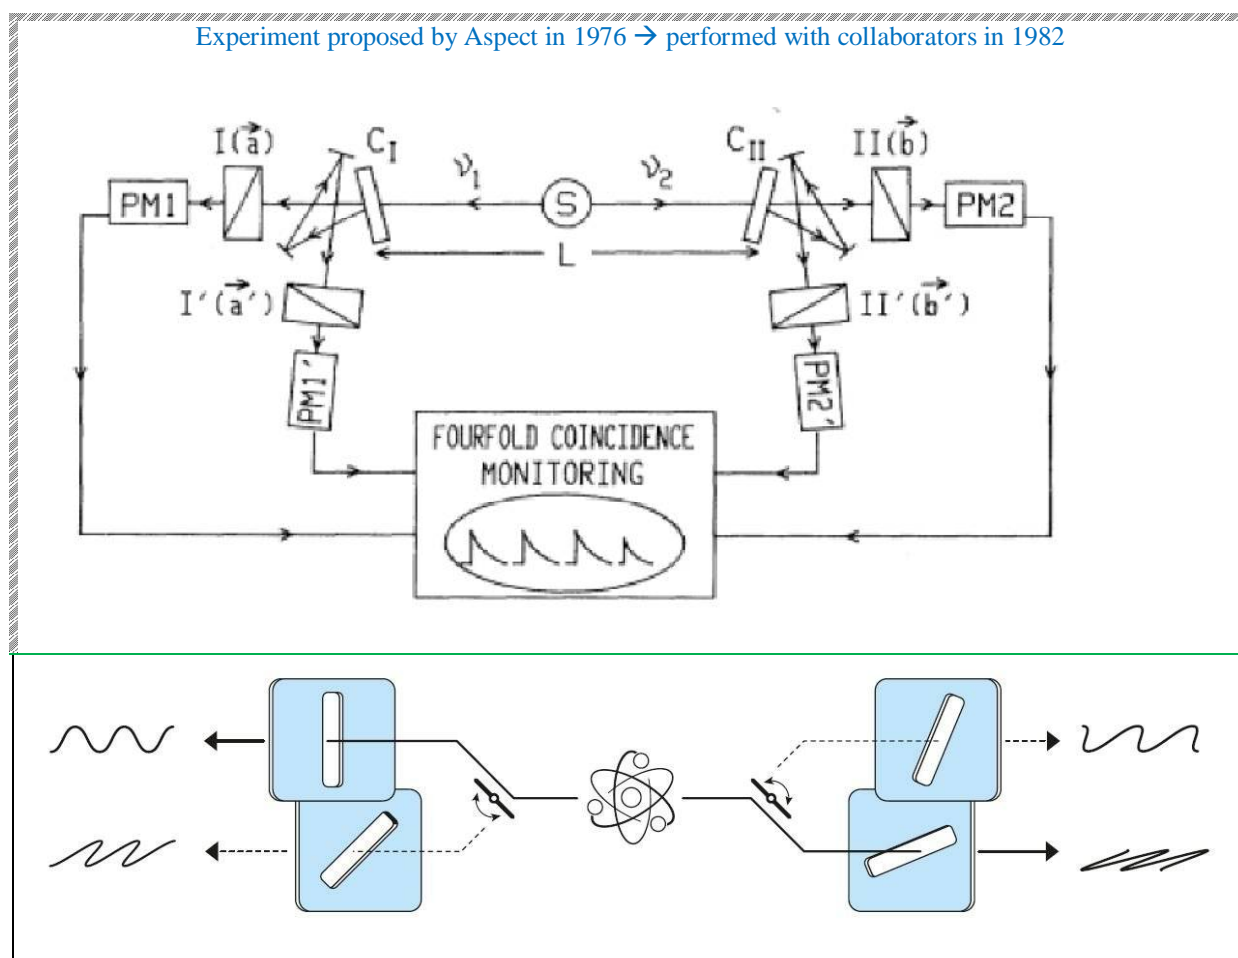 Experiment proposed by Aspect in 1976 → performed with collaborators in 1982
I(a⃗) C_I ν₁ S ν₂ C_II II(b⃗)
PM1 PM2
L
I′(a⃗′) II′(b⃗′)
PM1′ PM2′
FOURFOLD COINCIDENCE
MONITORING